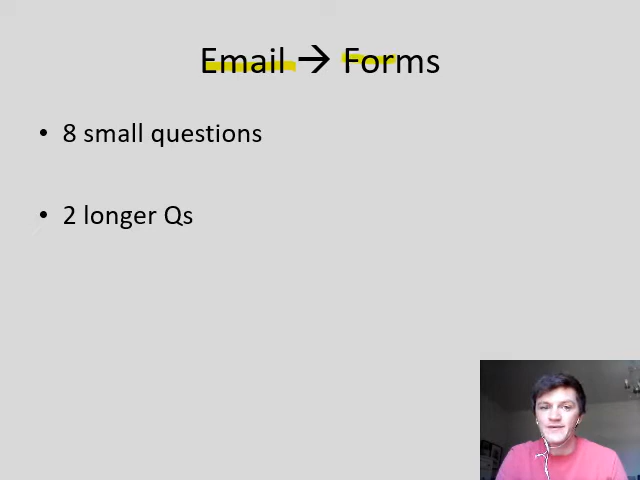 Email → Forms
• 8 small questions
• 2 longer Qs